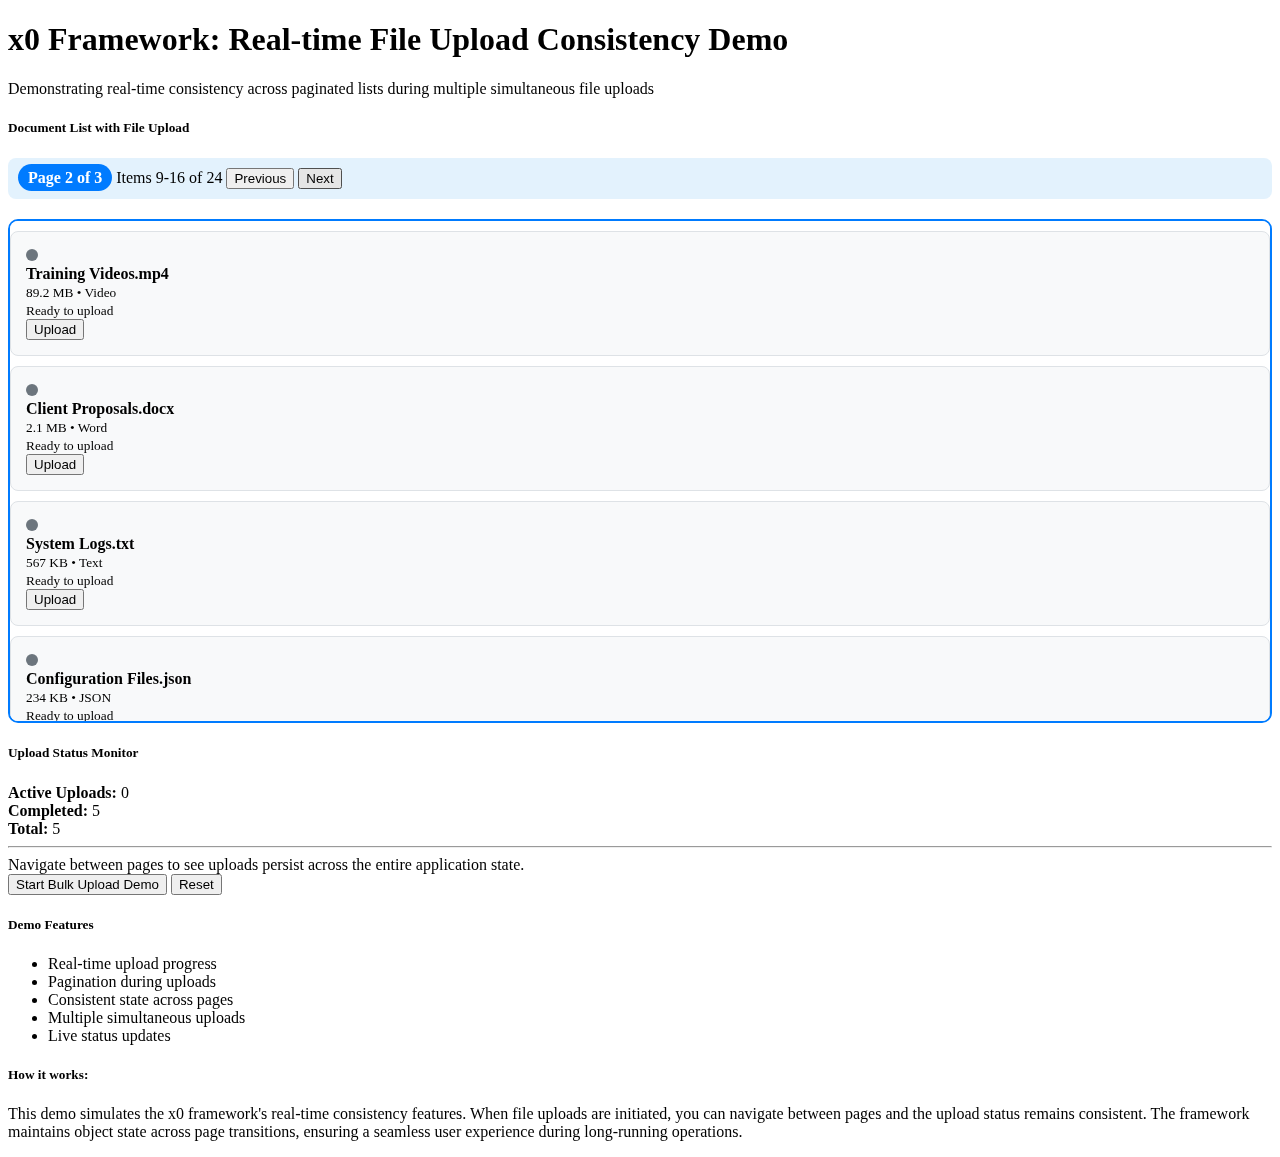 x0 Framework: Real-time File Upload Consistency Demo
Demonstrating real-time consistency across paginated lists during multiple simultaneous file uploads
Document List with File Upload
Page 2 of 3 Items 9-16 of 24 Previous Next
Training Videos.mp4
89.2 MB • Video
Ready to upload
Upload
Client Proposals.docx
2.1 MB • Word
Ready to upload
Upload
System Logs.txt
567 KB • Text
Ready to upload
Upload
Configuration Files.json
234 KB • JSON
Ready to upload
Upload Status Monitor
Active Uploads: 0
Completed: 5
Total: 5
Navigate between pages to see uploads persist across the entire application state.
Start Bulk Upload Demo Reset
Demo Features
• Real-time upload progress
• Pagination during uploads
• Consistent state across pages
• Multiple simultaneous uploads
• Live status updates
How it works:
This demo simulates the x0 framework's real-time consistency features. When file uploads are initiated, you can navigate between pages and the upload status remains consistent. The framework
maintains object state across page transitions, ensuring a seamless user experience during long-running operations.